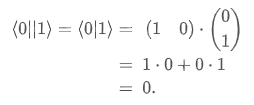 ⟨0||1⟩ = ⟨0|1⟩ = (1 0) · (0 1)
= 1 · 0 + 0 · 1
= 0.